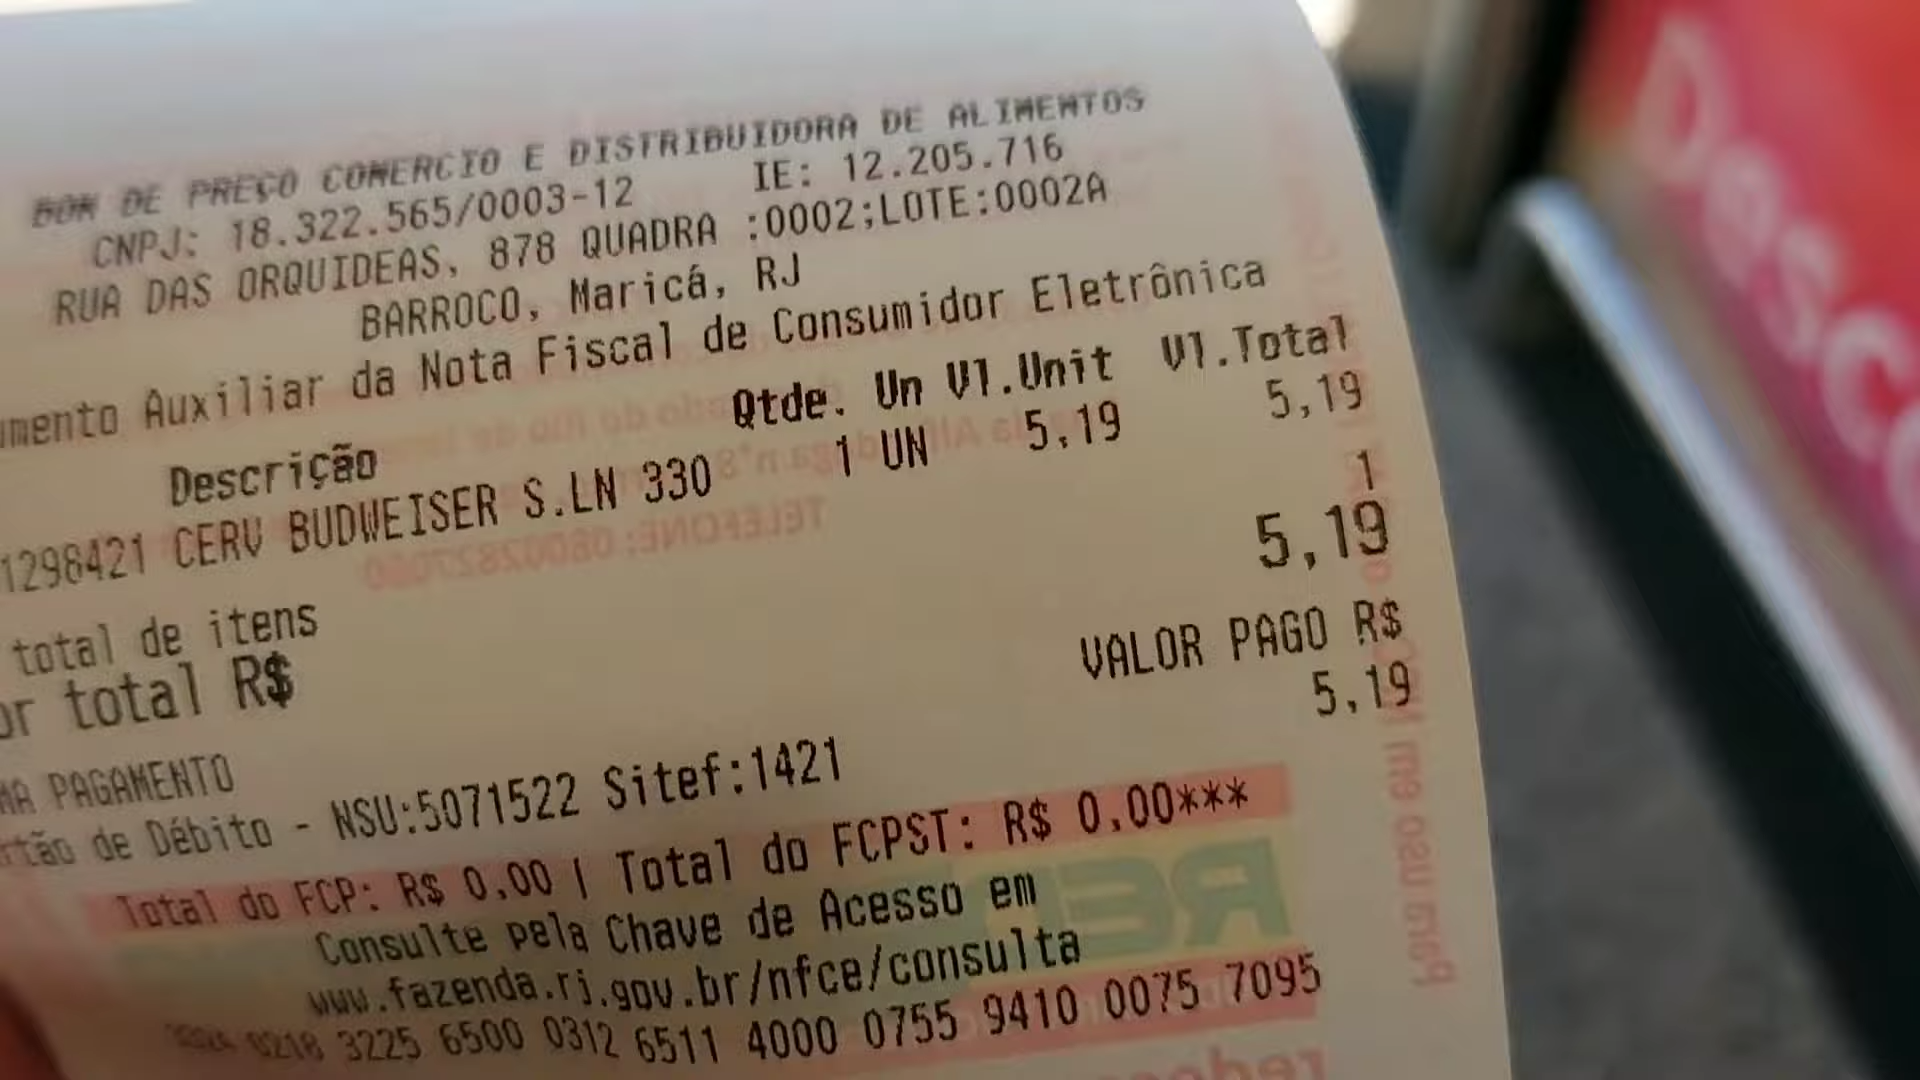 BOM DE PREÇO COMERCIO E DISTRIBUIDORA DE ALIMENTOS
CNPJ: 18.322.565/0003-12 IE: 12.205.716
RUA DAS ORQUIDEAS, 878 QUADRA :0002;LOTE:0002A
BARROCO, Maricá, RJ
umento Auxiliar da Nota Fiscal de Consumidor Eletrônica
Descrição Qtde. Un Vl.Unit Vl.Total
1298421 CERV BUDWEISER S.LN 330 1 UN 5,19 5,19
total de itens 1
or total R$ 5,19
MA PAGAMENTO VALOR PAGO R$
rtão de Débito - NSU:5071522 Sitef:1421 5,19
Total do FCP: R$ 0,00 | Total do FCPST: R$ 0,00***
Consulte pela Chave de Acesso em
www.fazenda.rj.gov.br/nfce/consulta
0218 3225 6500 0312 6511 4000 0755 9410 0075 7095
TELEFONE: 08002827060
Desco